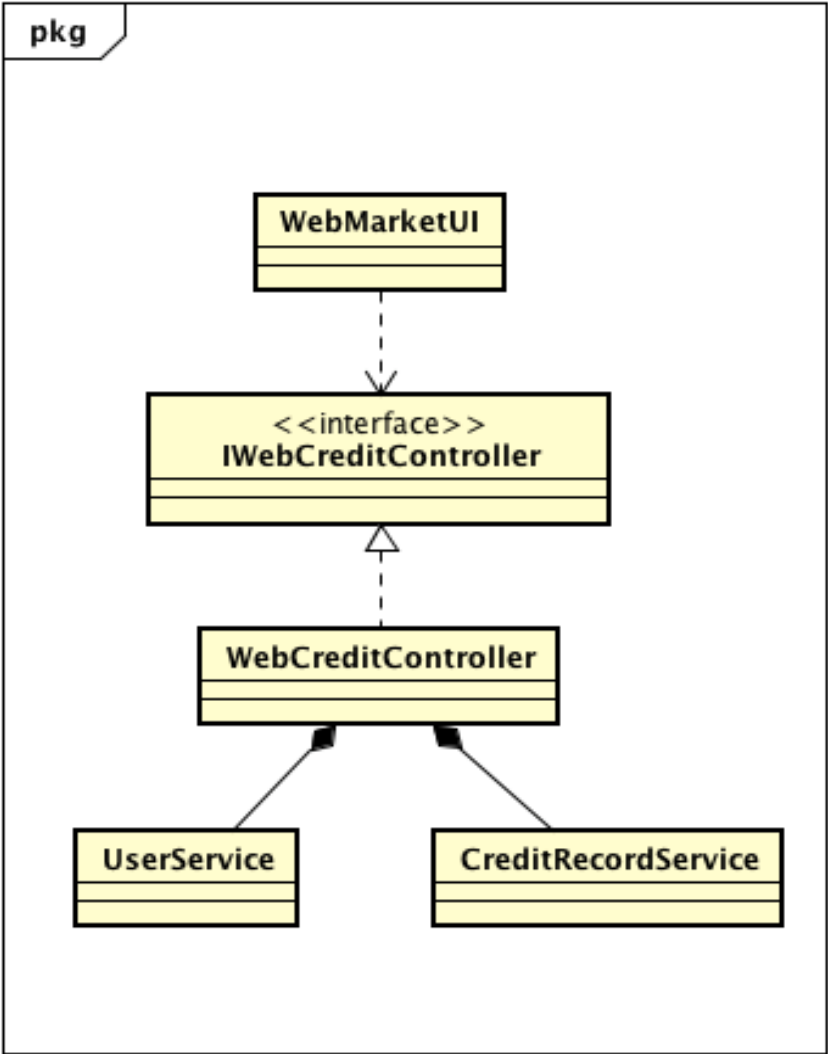 pkg
WebMarketUI
<<interface>>
IWebCreditController
WebCreditController
UserService
CreditRecordService